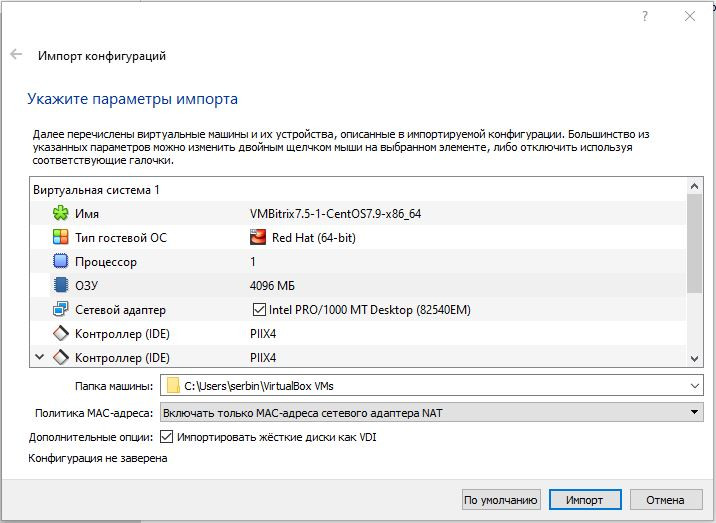 ?
Импорт конфигураций
Укажите параметры импорта
Далее перечислены виртуальные машины и их устройства, описанные в импортируемой конфигурации. Большинство из
указанных параметров можно изменить двойным щелчком мыши на выбранном элементе, либо отключить используя
соответствующие галочки.
Виртуальная система 1
Имя VMBitrix7.5-1-CentOS7.9-x86_64
Тип гостевой ОС Red Hat (64-bit)
Процессор 1
ОЗУ 4096 МБ
Сетевой адаптер Intel PRO/1000 MT Desktop (82540EM)
Контроллер (IDE) PIIX4
Контроллер (IDE) PIIX4
Папка машины: C:\Users\serbin\VirtualBox VMs
Политика MAC-адреса: Включать только MAC-адреса сетевого адаптера NAT
Дополнительные опции: Импортировать жёсткие диски как VDI
Конфигурация не заверена
По умолчанию Импорт Отмена